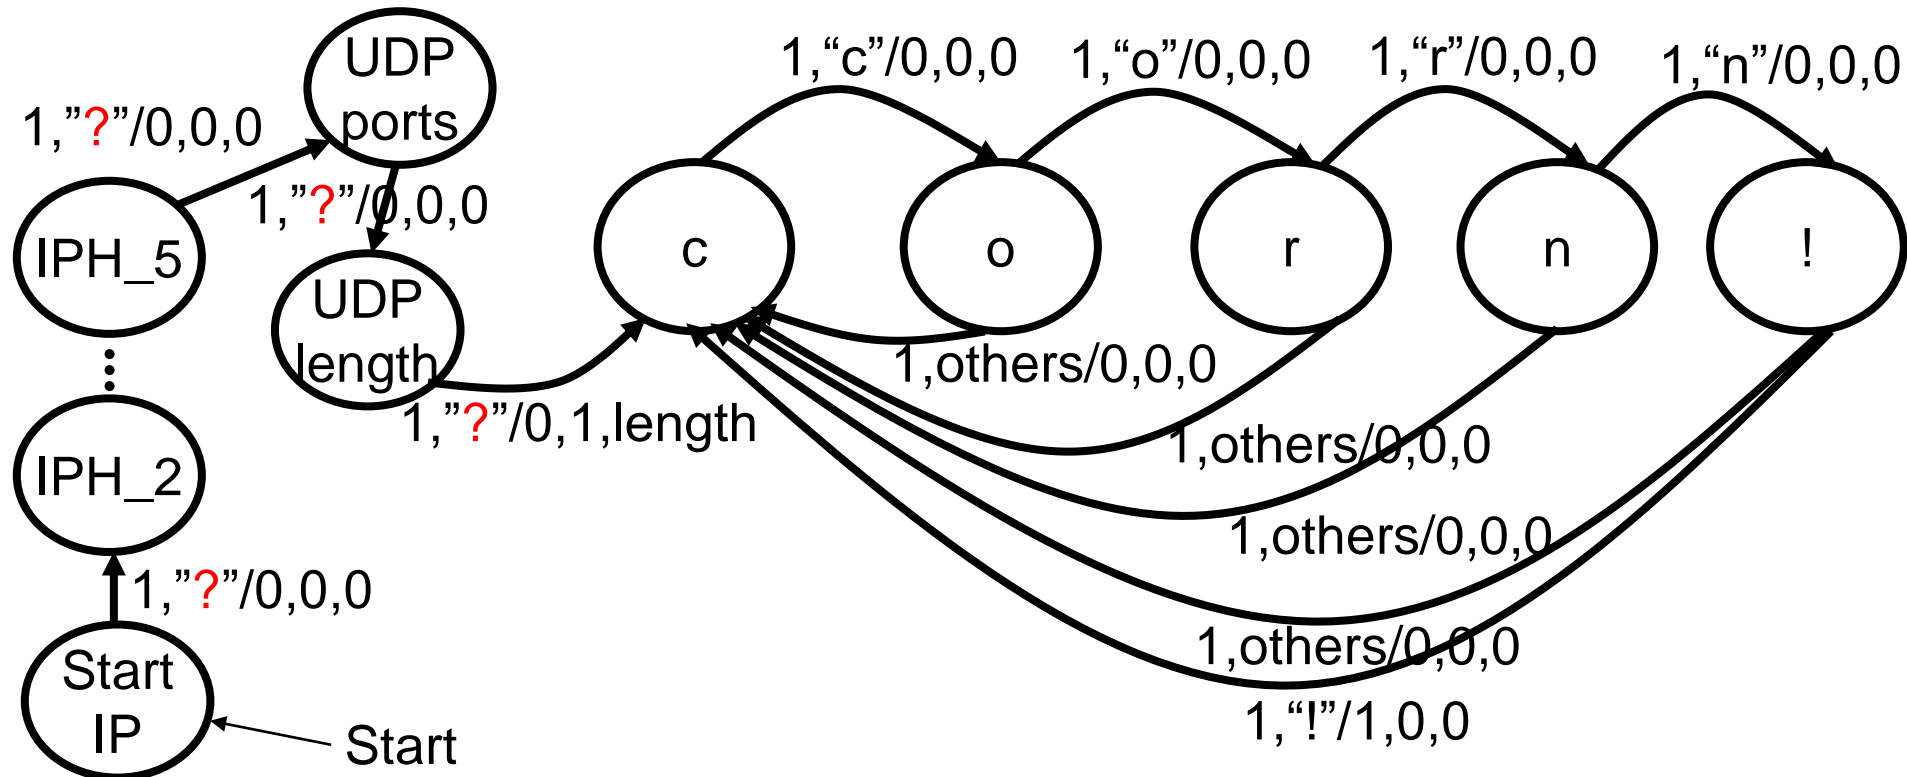 UDP
ports
1,“c”/0,0,0
1,“o”/0,0,0
1,“r”/0,0,0
1,“n”/0,0,0
1,”?”/0,0,0
1,”?”/0,0,0
IPH_5
UDP
length
c
o
r
n
!
1,others/0,0,0
1,”?”/0,1,length
1,others/0,0,0
IPH_2
1,others/0,0,0
1,”?”/0,0,0
1,others/0,0,0
Start
IP
1,“!”/1,0,0
Start